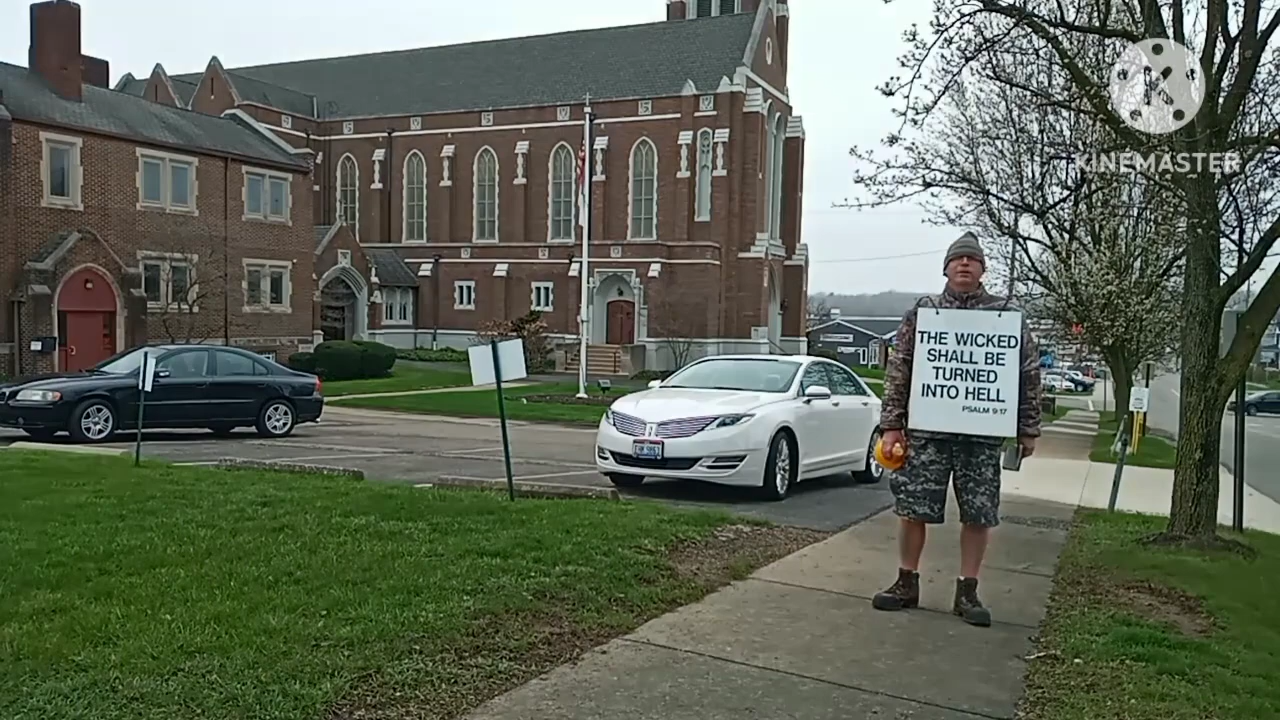 KINEMASTER
THE WICKED
SHALL BE
TURNED
INTO HELL
PSALM 9:17